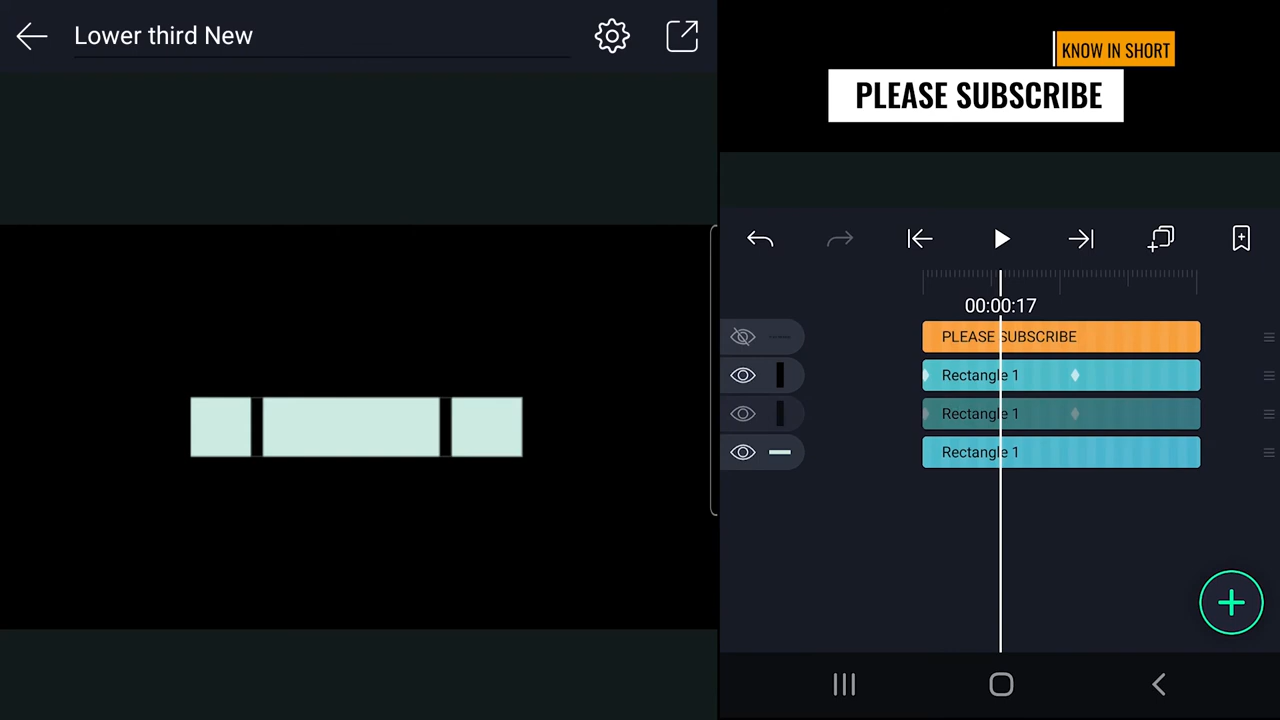 Lower third New
KNOW IN SHORT
PLEASE SUBSCRIBE
00:00:17
PLEASE SUBSCRIBE
Rectangle 1
Rectangle 1
Rectangle 1